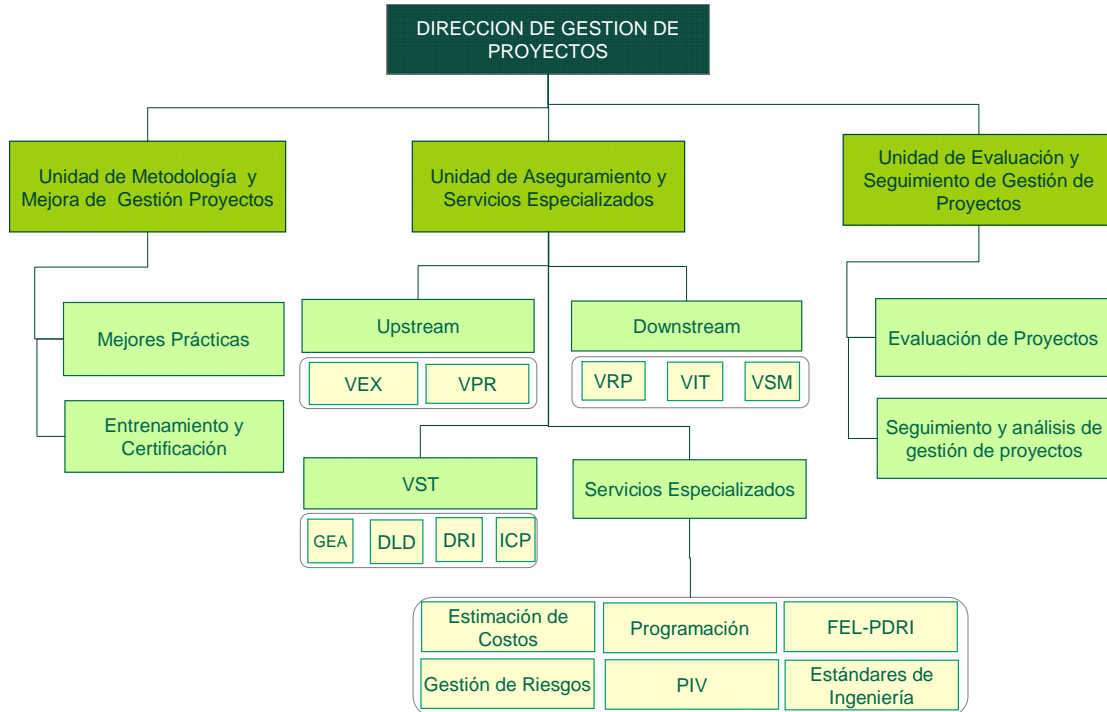 DIRECCION DE GESTION DE
PROYECTOS
Unidad de Metodología y
Mejora de Gestión Proyectos
Unidad de Aseguramiento y
Servicios Especializados
Unidad de Evaluación y
Seguimiento de Gestión de
Proyectos
Mejores Prácticas
Entrenamiento y
Certificación
Upstream
VEX
VPR
Downstream
VRP
VIT
VSM
VST
GEA
DLD
DRI
ICP
Servicios Especializados
Estimación de
Costos
Programación
FEL-PDRI
Gestión de Riesgos
PIV
Estándares de
Ingeniería
Evaluación de Proyectos
Seguimiento y análisis de
gestión de proyectos